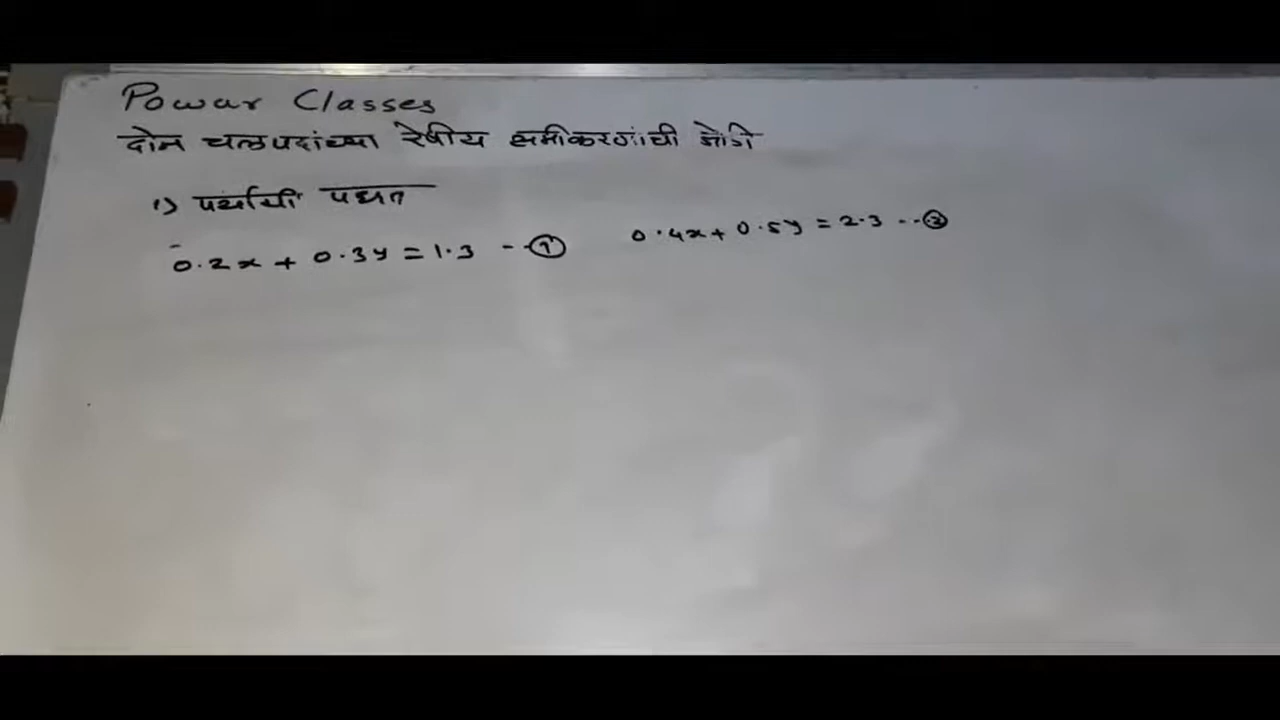 Powar Classes
दोन चलपदांच्या रेषीय समीकरणांची जोडी
१) पर्यायी पद्धत
0.2x + 0.3y = 1.3 --① 0.4x + 0.5y = 2.3 --②